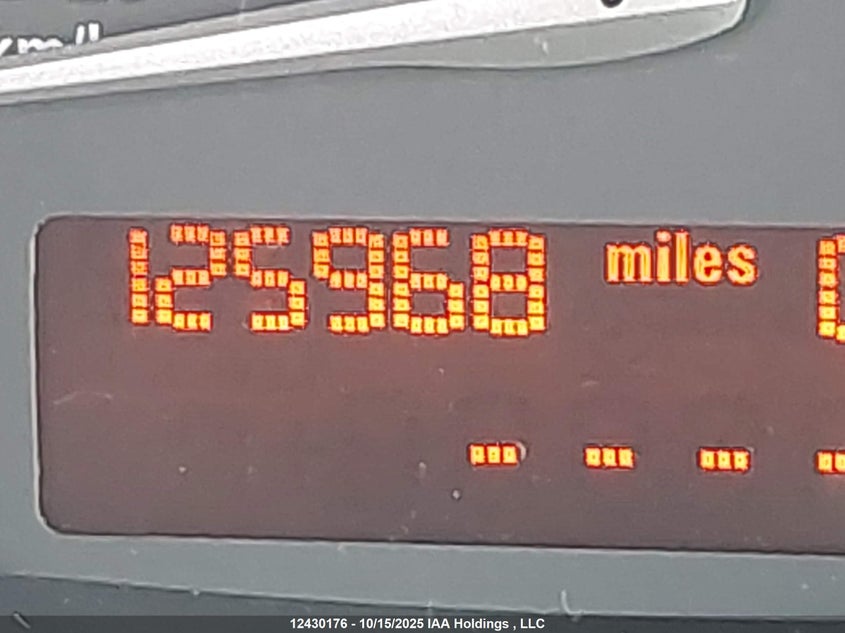 125968 miles
- - - -
12430176 - 10/15/2025 IAA Holdings , LLC